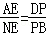 AE/NE = DP/PB